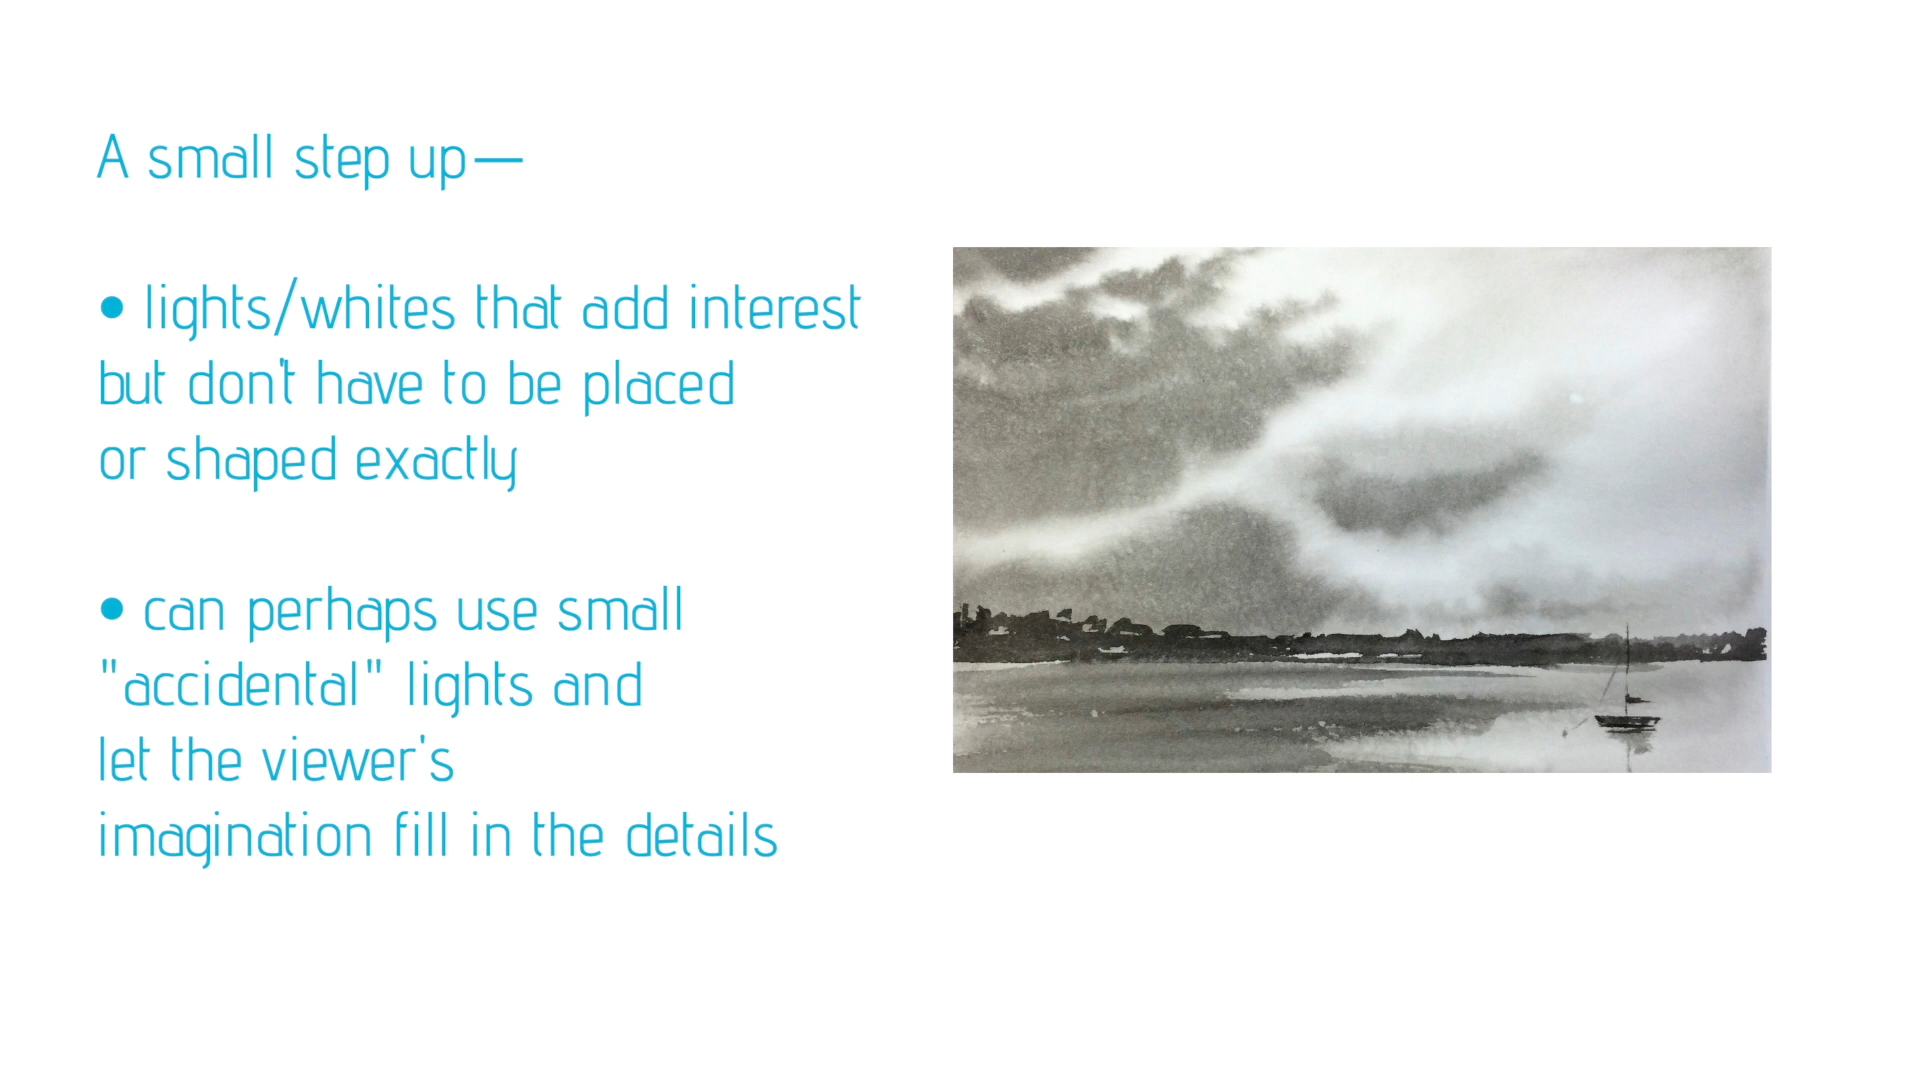 A small step up—
• lights/whites that add interest
but don't have to be placed
or shaped exactly
• can perhaps use small
"accidental" lights and
let the viewer's
imagination fill in the details